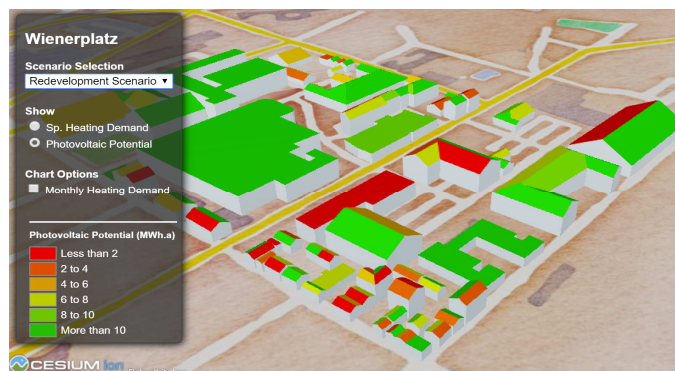 Wienerplatz
Scenario Selection
Redevelopment Scenario ▼
Show
Sp. Heating Demand
Photovoltaic Potential
Chart Options
Monthly Heating Demand
Photovoltaic Potential (MWh.a)
Less than 2
2 to 4
4 to 6
6 to 8
8 to 10
More than 10
CESIUM ion